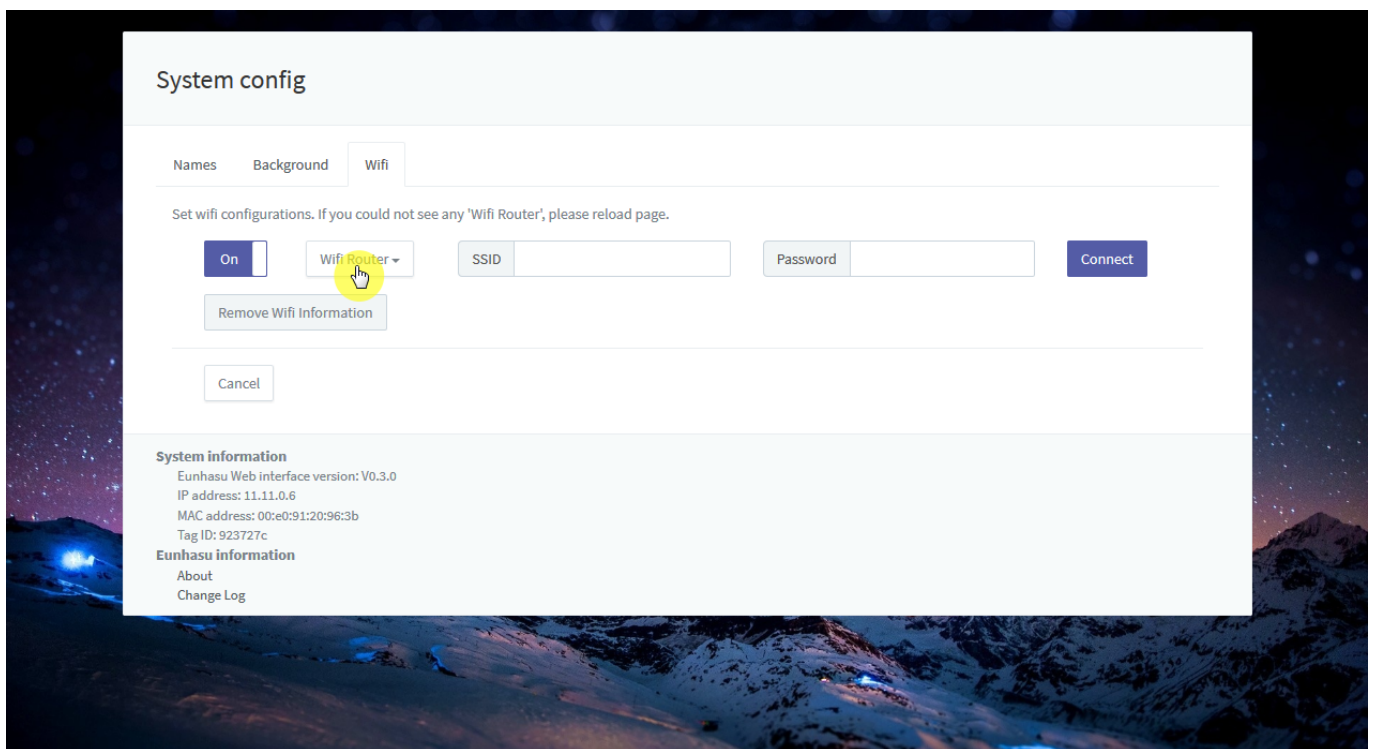 System config
Names Background Wifi
Set wifi configurations. If you could not see any 'Wifi Router', please reload page.
On Wifi Router SSID Password Connect
Remove Wifi Information
Cancel
System information
Eunhasu Web interface version: V0.3.0
IP address: 11.11.0.6
MAC address: 00:e0:91:20:96:3b
Tag ID: 923727c
Eunhasu information
About
Change Log